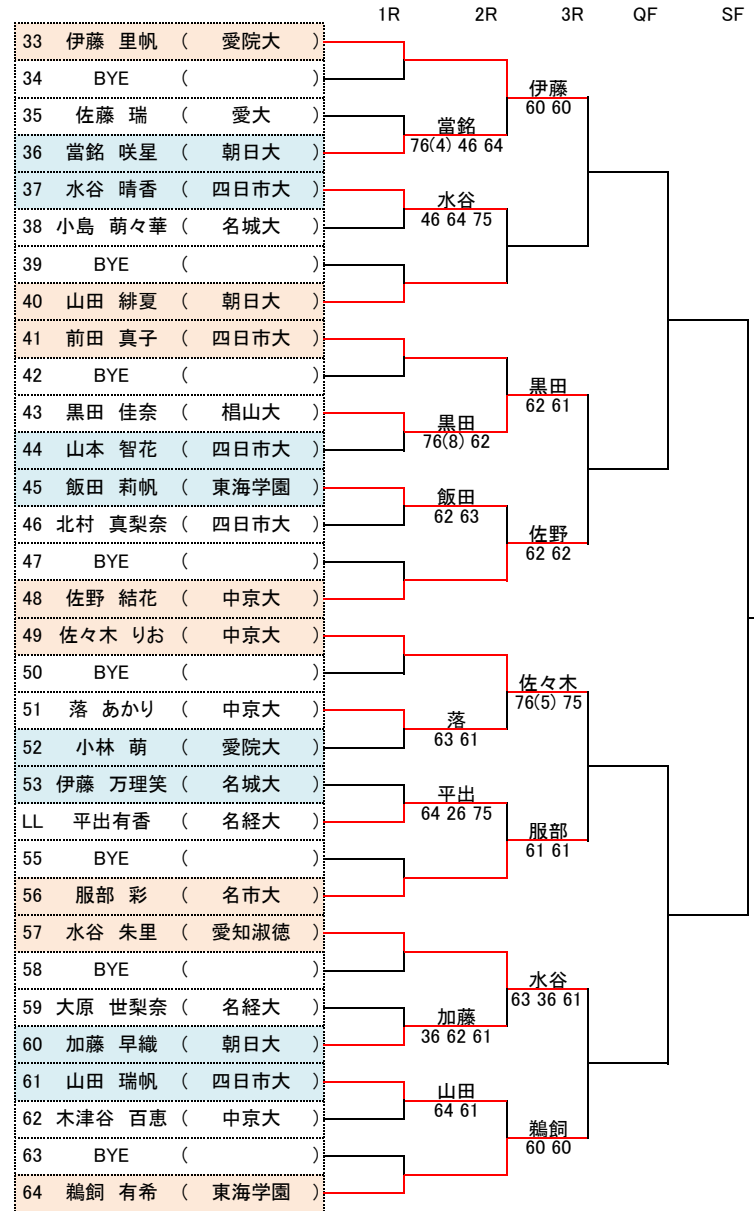 1R 2R 3R QF SF
33 伊藤 里帆 ( 愛院大 )
34 BYE ( )
伊藤
60 60
35 佐藤 瑞 ( 愛大 )
當銘
76(4) 46 64
36 當銘 咲星 ( 朝日大 )
37 水谷 晴香 ( 四日市大 )
水谷
46 64 75
38 小島 萌々華 ( 名城大 )
39 BYE ( )
40 山田 緋夏 ( 朝日大 )
41 前田 真子 ( 四日市大 )
42 BYE ( )
黒田
62 61
43 黒田 佳奈 ( 椙山大 )
黒田
76(8) 62
44 山本 智花 ( 四日市大 )
45 飯田 莉帆 ( 東海学園 )
飯田
62 63
46 北村 真梨奈 ( 四日市大 )
佐野
62 62
47 BYE ( )
48 佐野 結花 ( 中京大 )
49 佐々木 りお ( 中京大 )
50 BYE ( )
佐々木
76(5) 75
51 落 あかり ( 中京大 )
落
63 61
52 小林 萌 ( 愛院大 )
53 伊藤 万理笑 ( 名城大 )
平出
64 26 75
LL 平出有香 ( 名経大 )
服部
61 61
55 BYE ( )
56 服部 彩 ( 名市大 )
57 水谷 朱里 ( 愛知淑徳 )
58 BYE ( )
水谷
63 36 61
59 大原 世梨奈 ( 名経大 )
加藤
36 62 61
60 加藤 早織 ( 朝日大 )
61 山田 瑞帆 ( 四日市大 )
山田
64 61
62 木津谷 百恵 ( 中京大 )
鵜飼
60 60
63 BYE ( )
64 鵜飼 有希 ( 東海学園 )